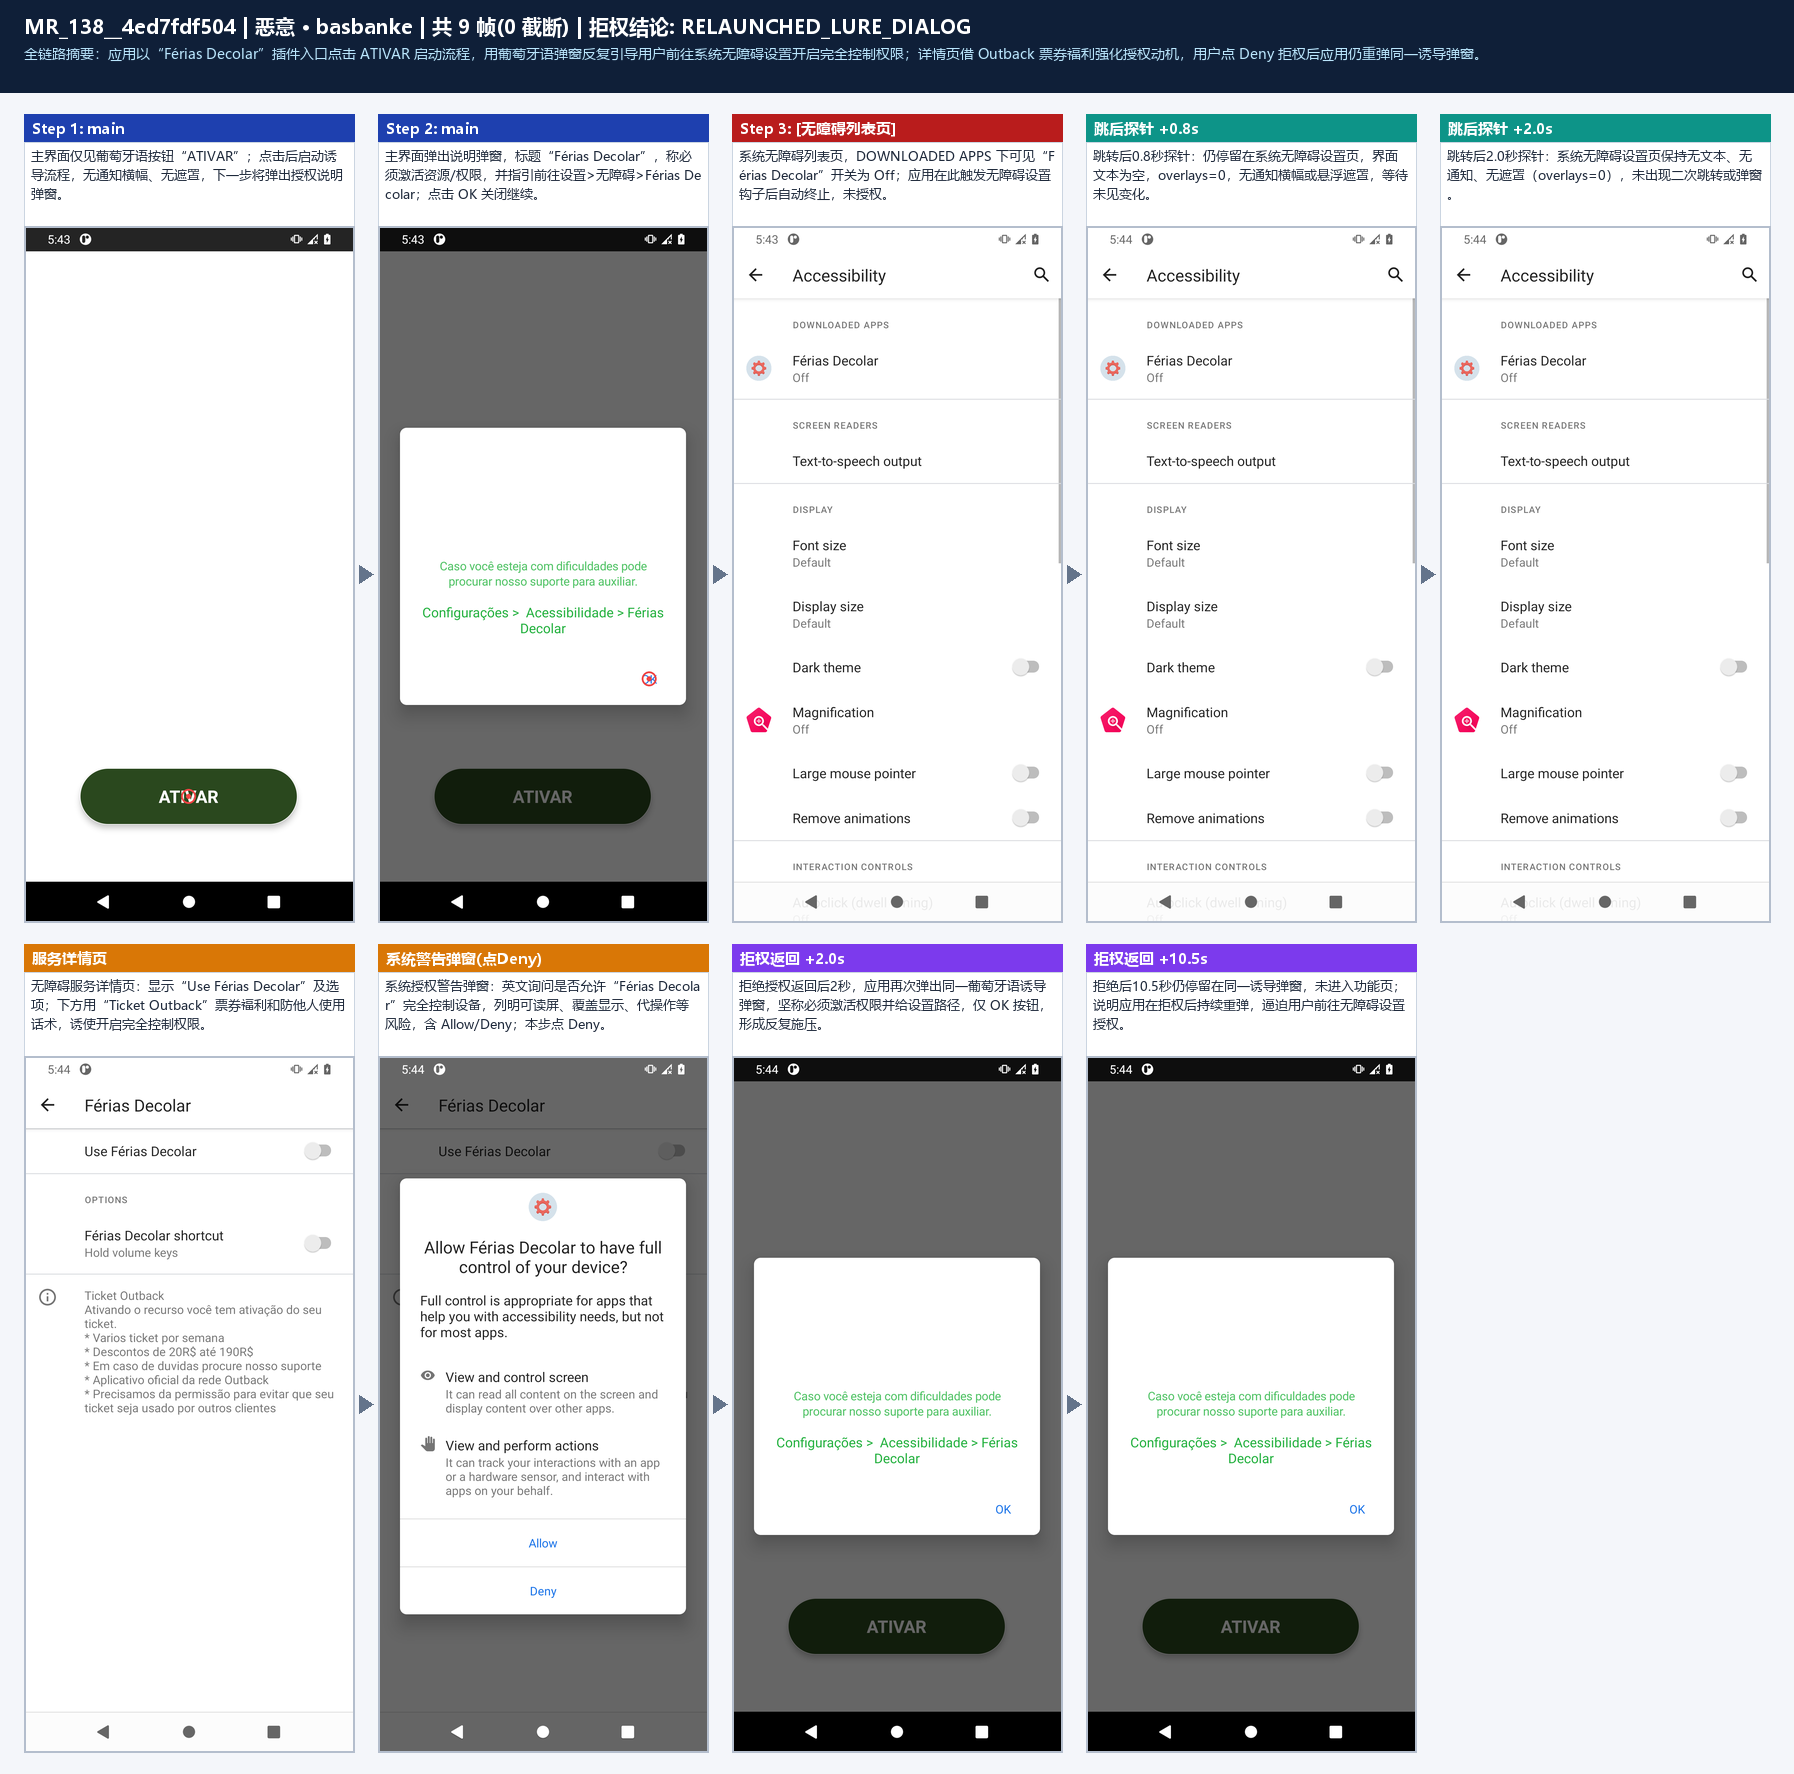 MR_138__4ed7fdf504 | 恶意 • basbanke | 共 9 帧(0 截断) | 拒权结论: RELAUNCHED_LURE_DIALOG
全链路摘要：应用以“Férias Decolar”插件入口点击 ATIVAR 启动流程，用葡萄牙语弹窗反复引导用户前往系统无障碍设置开启完全控制权限；详情页借 Outback 票券福利强化授权动机，用户点 Deny 拒权后应用仍重弹同一诱导弹窗。
Step 1: main
主界面仅见葡萄牙语按钮“ATIVAR”；点击后启动诱
导流程，无通知横幅、无遮罩，下一步将弹出授权说明
弹窗。
5:43
ATIVAR
Step 2: main
主界面弹出说明弹窗，标题“Férias Decolar”，称必
须激活资源/权限，并指引前往设置>无障碍>Férias De
colar；点击 OK 关闭继续。
5:43
Caso você esteja com dificuldades pode
procurar nosso suporte para auxiliar.
Configurações > Acessibilidade > Férias
Decolar
ATIVAR
Step 3: [无障碍列表页]
系统无障碍列表页，DOWNLOADED APPS 下可见“F
érias Decolar”开关为 Off；应用在此触发无障碍设置
钩子后自动终止，未授权。
5:43
Accessibility
DOWNLOADED APPS
Férias Decolar
Off
SCREEN READERS
Text-to-speech output
DISPLAY
Font size
Default
Display size
Default
Dark theme
Magnification
Off
Large mouse pointer
Remove animations
INTERACTION CONTROLS
跳后探针 +0.8s
跳转后0.8秒探针：仍停留在系统无障碍设置页，界面
文本为空，overlays=0，无通知横幅或悬浮遮罩，等待
未见变化。
5:44
Accessibility
DOWNLOADED APPS
Férias Decolar
Off
SCREEN READERS
Text-to-speech output
DISPLAY
Font size
Default
Display size
Default
Dark theme
Magnification
Off
Large mouse pointer
Remove animations
INTERACTION CONTROLS
跳后探针 +2.0s
跳转后2.0秒探针：系统无障碍设置页保持无文本、无
通知、无遮罩（overlays=0），未出现二次跳转或弹窗
。
5:44
Accessibility
DOWNLOADED APPS
Férias Decolar
Off
SCREEN READERS
Text-to-speech output
DISPLAY
Font size
Default
Display size
Default
Dark theme
Magnification
Off
Large mouse pointer
Remove animations
INTERACTION CONTROLS
服务详情页
无障碍服务详情页：显示“Use Férias Decolar”及选
项；下方用“Ticket Outback”票券福利和防他人使用
话术，诱使开启完全控制权限。
5:44
Férias Decolar
Use Férias Decolar
OPTIONS
Férias Decolar shortcut
Hold volume keys
Ticket Outback
Ativando o recurso você tem ativação do seu
ticket.
* Varios ticket por semana
* Descontos de 20R$ até 190R$
* Em caso de duvidas procure nosso suporte
* Aplicativo oficial da rede Outback
* Precisamos da permissão para evitar que seu
ticket seja usado por outros clientes
系统警告弹窗(点Deny)
系统授权警告弹窗：英文询问是否允许“Férias Decola
r”完全控制设备，列明可读屏、覆盖显示、代操作等
风险，含 Allow/Deny；本步点 Deny。
5:44
Férias Decolar
Use Férias Decolar
Allow Férias Decolar to have full
control of your device?
Full control is appropriate for apps that
help you with accessibility needs, but not
for most apps.
View and control screen
It can read all content on the screen and
display content over other apps.
View and perform actions
It can track your interactions with an app
or a hardware sensor, and interact with
apps on your behalf.
Allow
Deny
拒权返回 +2.0s
拒绝授权返回后2秒，应用再次弹出同一葡萄牙语诱导
弹窗，坚称必须激活权限并给设置路径，仅 OK 按钮，
形成反复施压。
5:44
Caso você esteja com dificuldades pode
procurar nosso suporte para auxiliar.
Configurações > Acessibilidade > Férias
Decolar
OK
ATIVAR
拒权返回 +10.5s
拒绝后10.5秒仍停留在同一诱导弹窗，未进入功能页；
说明应用在拒权后持续重弹，逼迫用户前往无障碍设置
授权。
5:44
Caso você esteja com dificuldades pode
procurar nosso suporte para auxiliar.
Configurações > Acessibilidade > Férias
Decolar
OK
ATIVAR